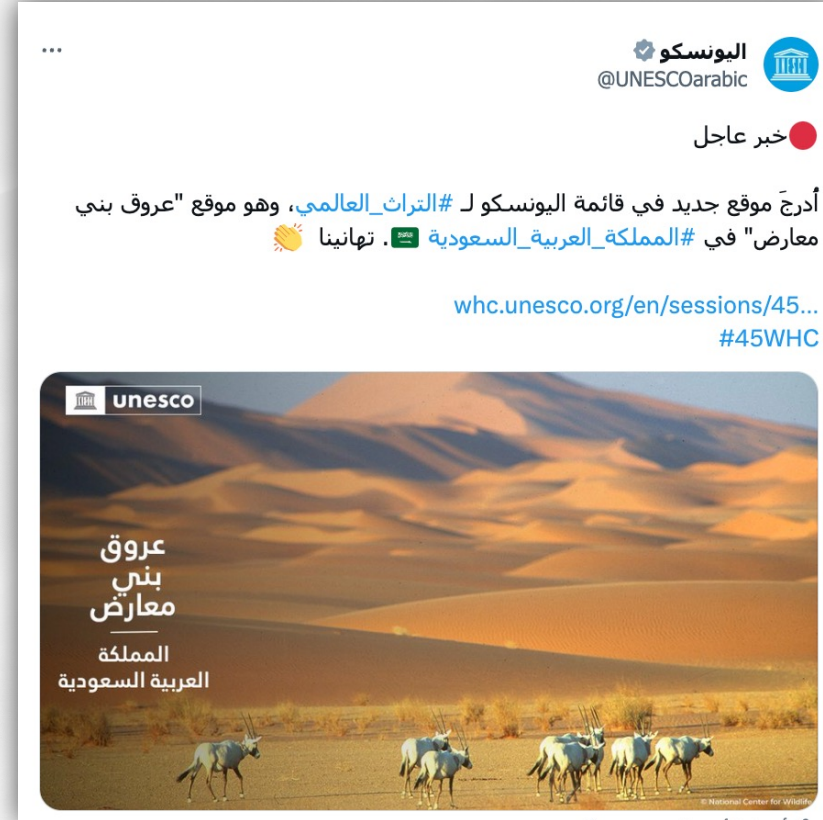 اليونسكو
@UNESCOarabic
خبر عاجل
أُدرجَ موقع جديد في قائمة اليونسكو لـ #التراث_العالمي، وهو موقع "عروق بني
معارض" في #المملكة_العربية_السعودية 🇸🇦. تهانينا 👏
whc.unesco.org/en/sessions/45...
#45WHC
unesco
عروق
بني
معارض
المملكة
العربية السعودية
© National Center for Wildlife